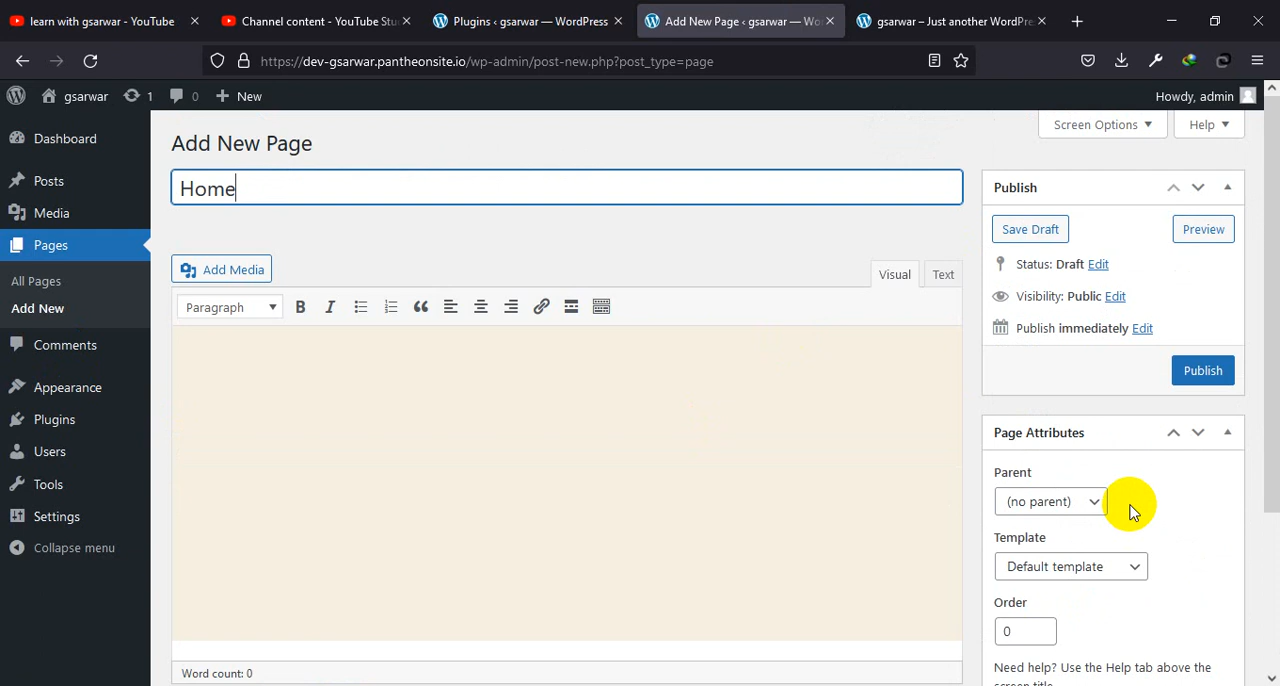 learn with gsarwar - YouTube
Channel content - YouTube Stu
Plugins ‹ gsarwar — WordPress
Add New Page ‹ gsarwar — Wo
gsarwar – Just another WordPre
https://dev-gsarwar.pantheonsite.io/wp-admin/post-new.php?post_type=page
gsarwar 1 0 New
Howdy, admin
Screen Options
Help
Dashboard
Posts
Media
Pages
All Pages
Add New
Comments
Appearance
Plugins
Users
Tools
Settings
Collapse menu
Add New Page
Home
Add Media
Visual
Text
Paragraph
B
I
Word count: 0
Publish
Save Draft
Preview
Status: Draft Edit
Visibility: Public Edit
Publish immediately Edit
Publish
Page Attributes
Parent
(no parent)
Template
Default template
Order
0
Need help? Use the Help tab above the
screen title.